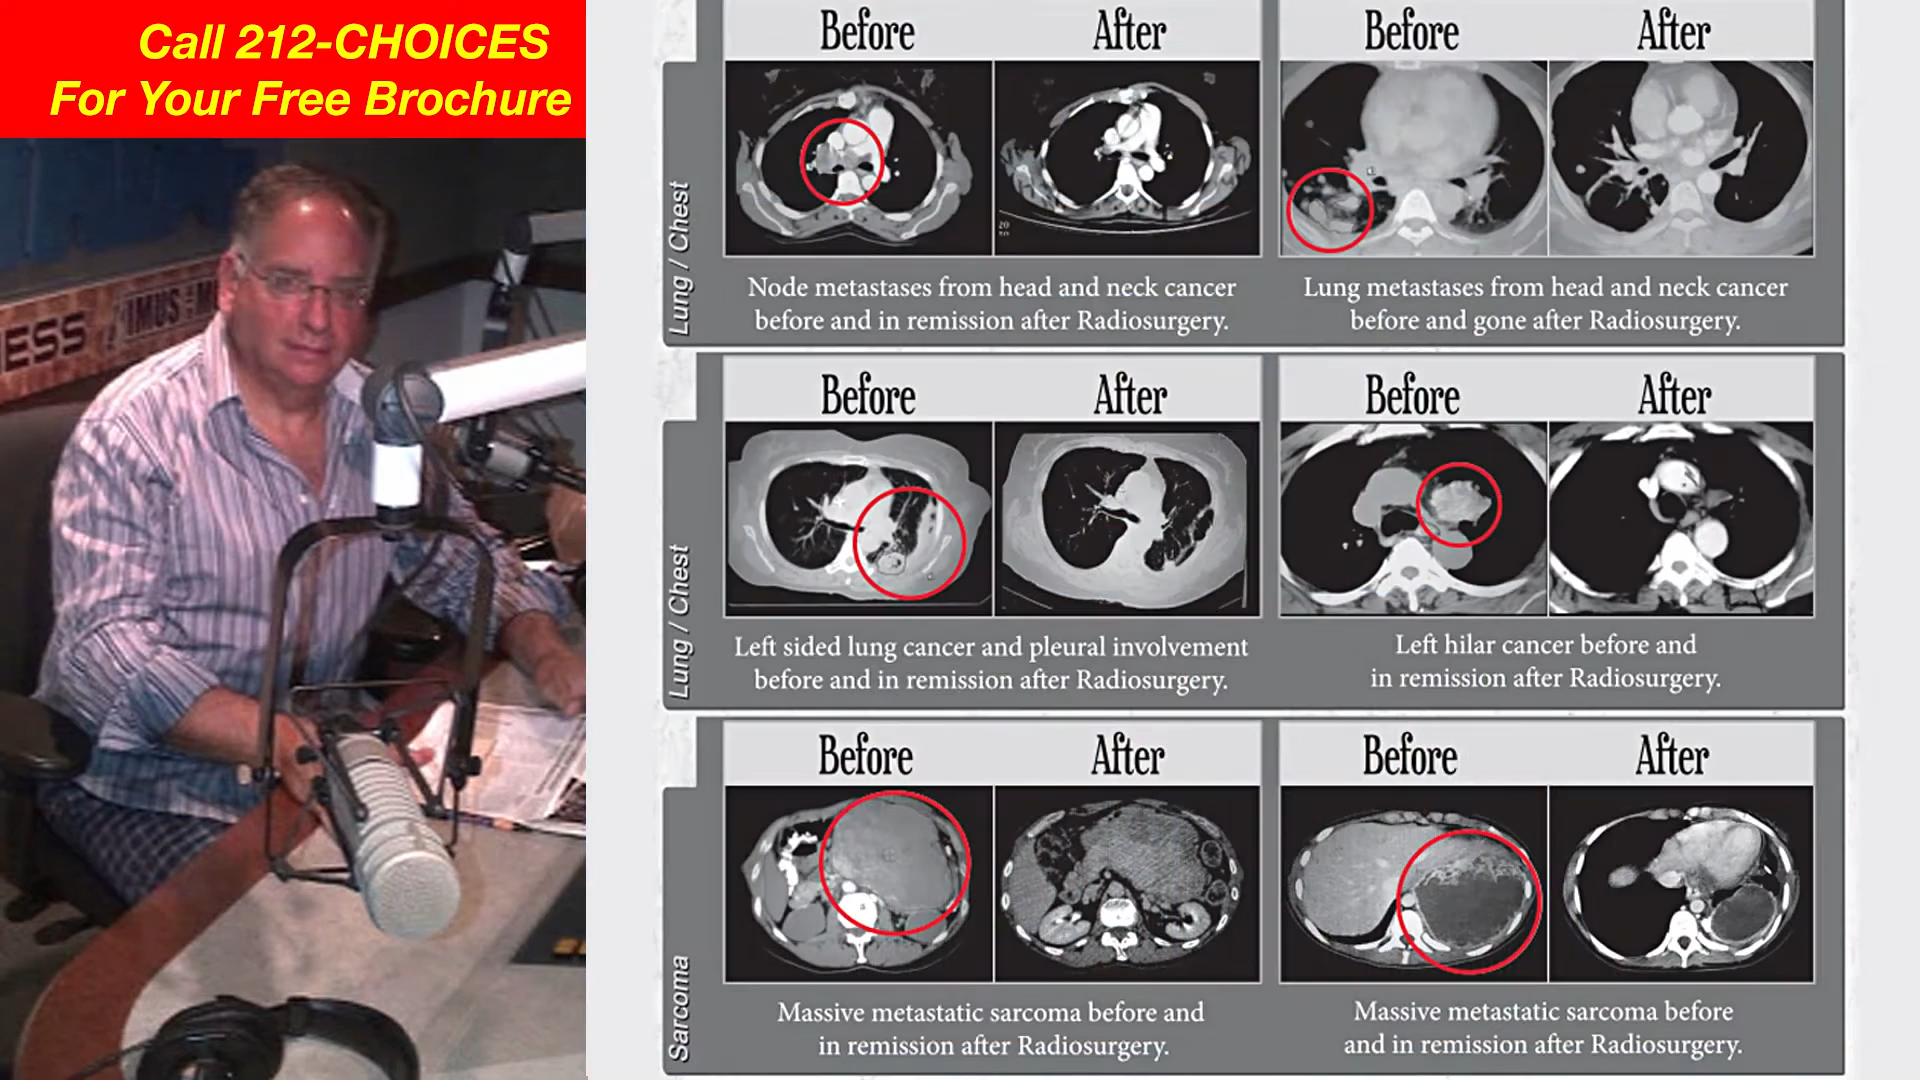 Call 212-CHOICES
For Your Free Brochure
IMUS
Before
After
Before
After
Lung / Chest
Node metastases from head and neck cancer
before and in remission after Radiosurgery.
Lung metastases from head and neck cancer
before and gone after Radiosurgery.
Before
After
Before
After
Lung / Chest
Left sided lung cancer and pleural involvement
before and in remission after Radiosurgery.
Left hilar cancer before and
in remission after Radiosurgery.
Before
After
Before
After
Sarcoma
Massive metastatic sarcoma before and
in remission after Radiosurgery.
Massive metastatic sarcoma before
and in remission after Radiosurgery.